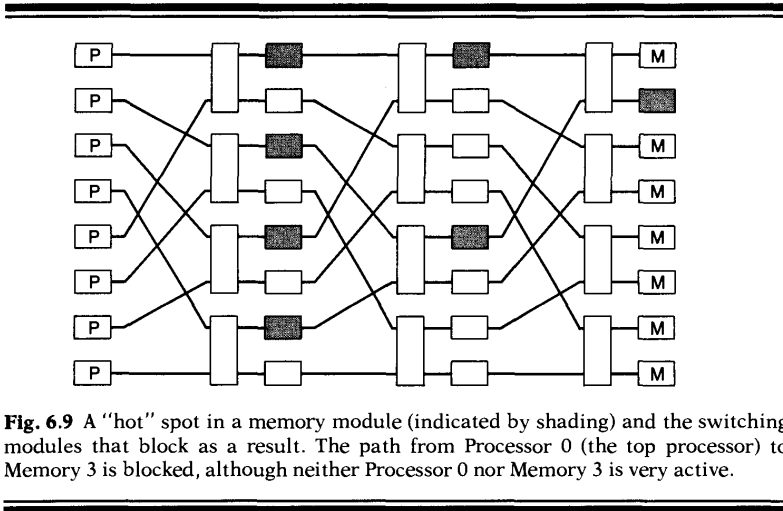 P M
P
P M
P M
P M
P M
P M
P M
Fig. 6.9 A “hot” spot in a memory module (indicated by shading) and the switching
modules that block as a result. The path from Processor 0 (the top processor) to
Memory 3 is blocked, although neither Processor 0 nor Memory 3 is very active.